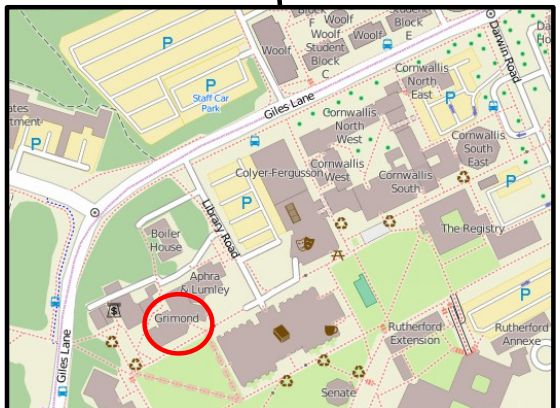 Block
F
Woolf
Woolf
Student
Block
C
Woolf
Student
Block
E
Woolf
Darwin Road
P
P
Staff Car
Park
Giles Lane
Cornwallis
North
East
Cornwallis
North
West
Cornwallis
South
East
P
Colyer-Fergusson
Cornwallis
West
Cornwallis
South
P
P
Library Road
Boiler
House
The Registry
Aphra
& Lumley
P
Grimond
Rutherford
Extension
Rutherford
Annexe
Giles Lane
Senate